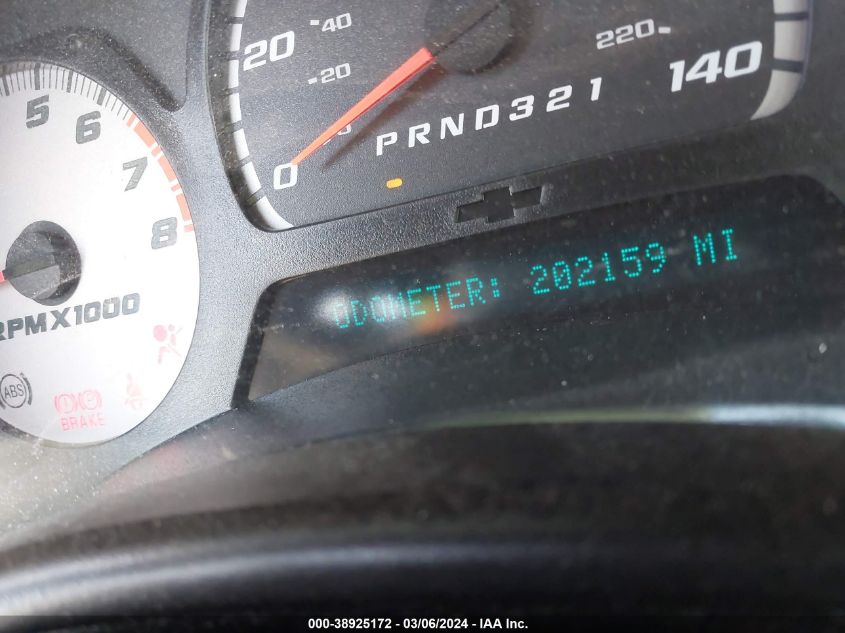 20
40
20
220
140
PRND321
0
5
6
7
8
RPMX1000
ODOMETER: 202159 MI
ABS
BRAKE
000-38925172 - 03/06/2024 - IAA Inc.